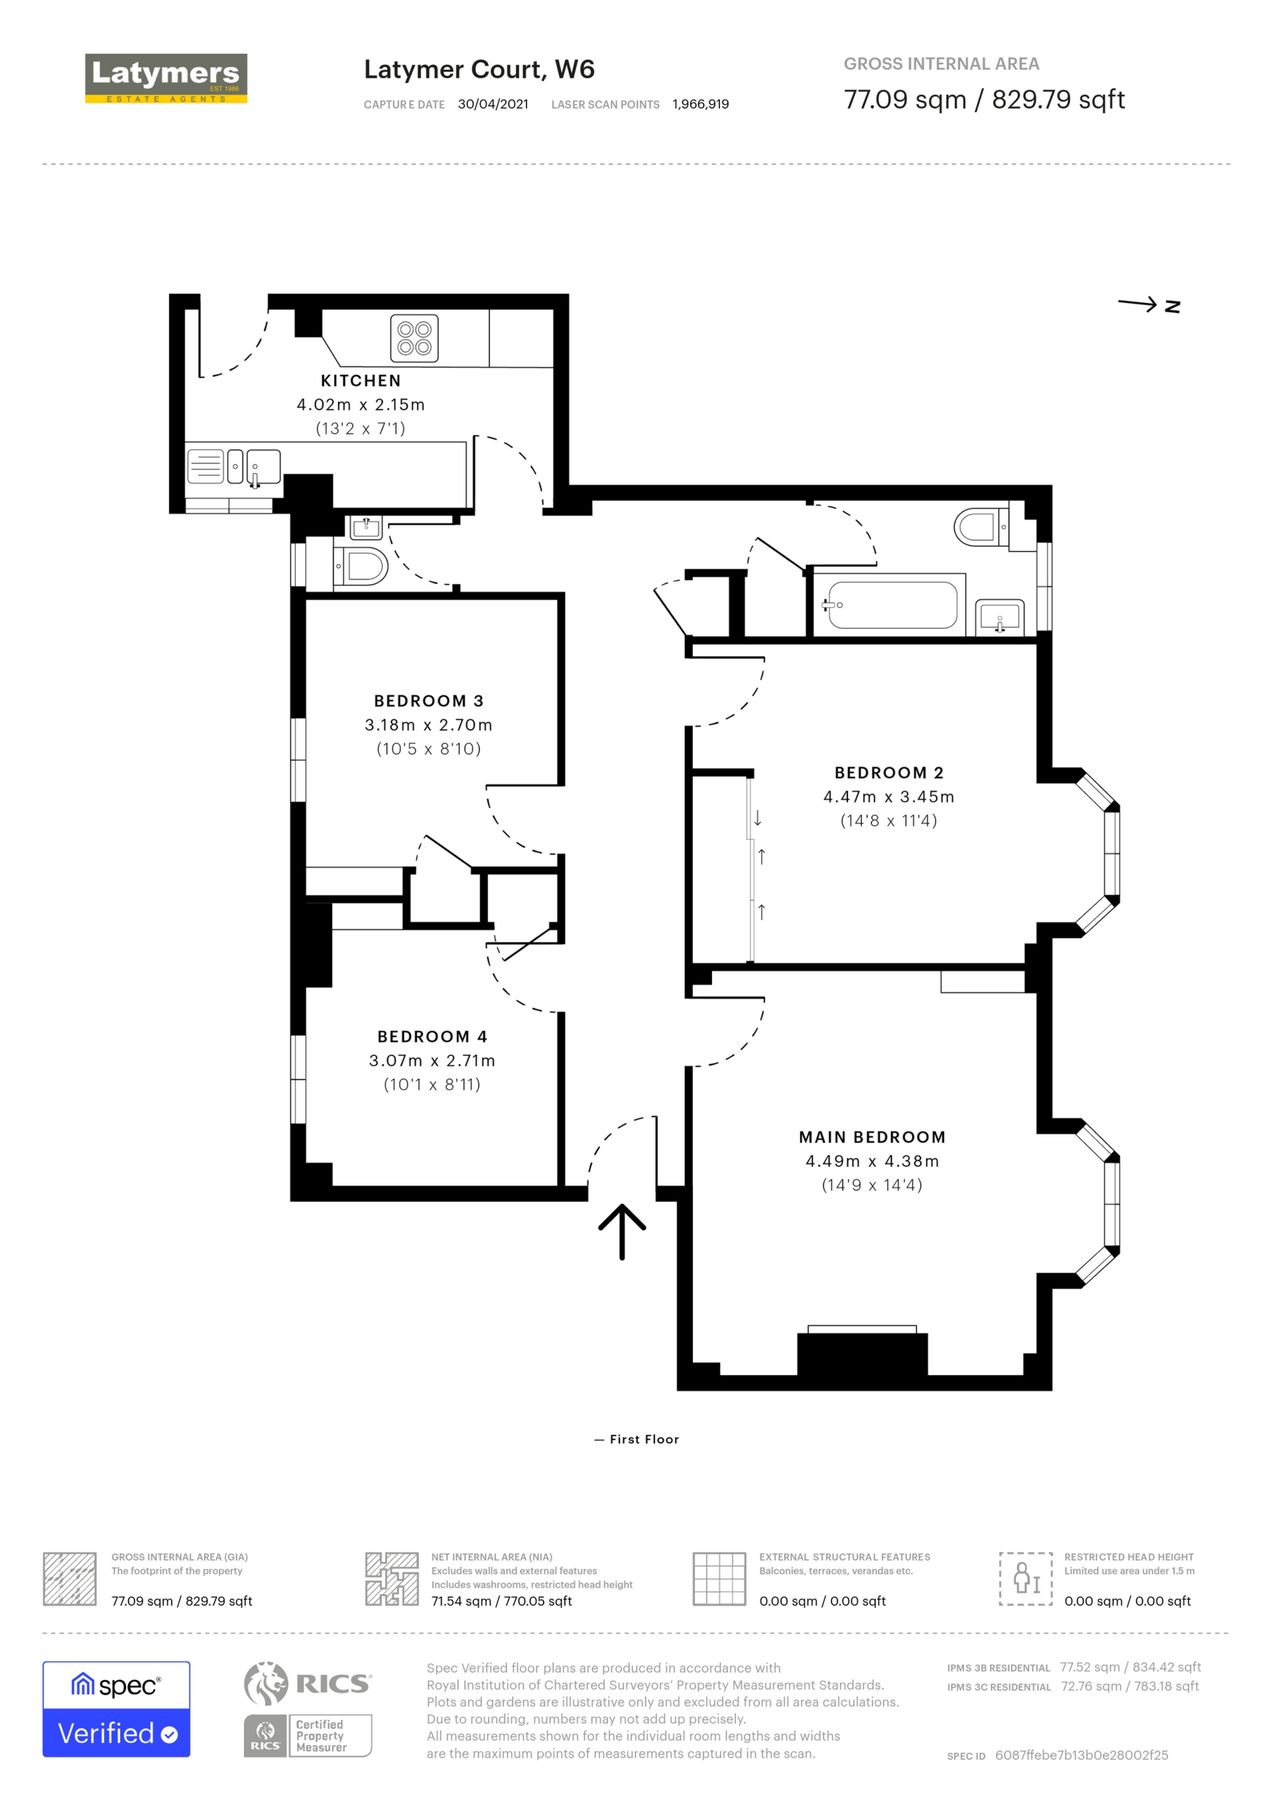 Latymers
EST 1986
ESTATE AGENTS
Latymer Court, W6
CAPTURE DATE 30/04/2021 LASER SCAN POINTS 1,966,919
GROSS INTERNAL AREA
77.09 sqm / 829.79 sqft
N
KITCHEN
4.02m x 2.15m
(13'2 x 7'1)
BEDROOM 3
3.18m x 2.70m
(10'5 x 8'10)
BEDROOM 2
4.47m x 3.45m
(14'8 x 11'4)
BEDROOM 4
3.07m x 2.71m
(10'1 x 8'11)
MAIN BEDROOM
4.49m x 4.38m
(14'9 x 14'4)
— First Floor
GROSS INTERNAL AREA (GIA)
The footprint of the property
77.09 sqm / 829.79 sqft
NET INTERNAL AREA (NIA)
Excludes walls and external features
Includes washrooms, restricted head height
71.54 sqm / 770.05 sqft
EXTERNAL STRUCTURAL FEATURES
Balconies, terraces, verandas etc.
0.00 sqm / 0.00 sqft
RESTRICTED HEAD HEIGHT
Limited use area under 1.5 m
0.00 sqm / 0.00 sqft
spec®
Verified
RICS
RICS
Certified
Property
Measurer
Spec Verified floor plans are produced in accordance with
Royal Institution of Chartered Surveyors' Property Measurement Standards.
Plots and gardens are illustrative only and excluded from all area calculations.
Due to rounding, numbers may not add up precisely.
All measurements shown for the individual room lengths and widths
are the maximum points of measurements captured in the scan.
IPMS 3B RESIDENTIAL 77.52 sqm / 834.42 sqft
IPMS 3C RESIDENTIAL 72.76 sqm / 783.18 sqft
SPEC ID 6087ffebe7b13b0e28002f25